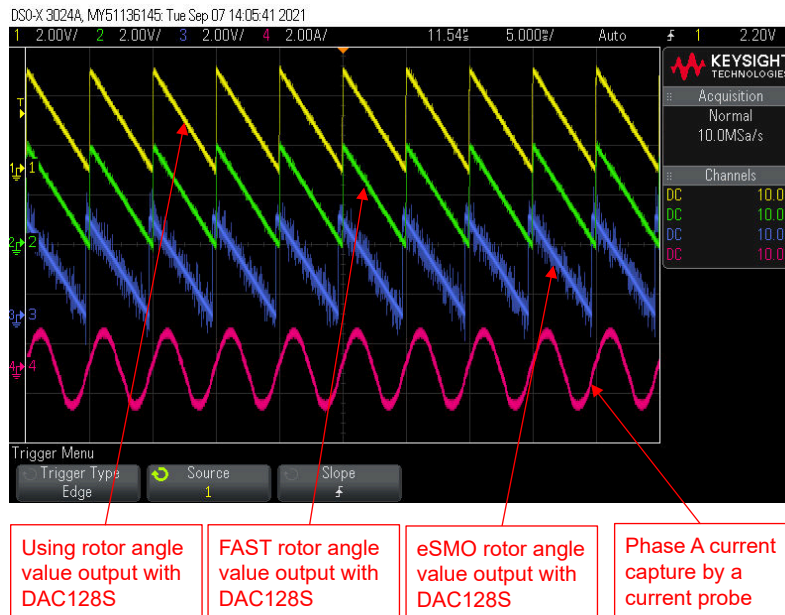 DSO-X 3024A, MY51136145: Tue Sep 07 14:05:41 2021
1 2.00V/ 2 2.00V/ 3 2.00V/ 4 2.00A/ 11.54s 5.000s/ Auto 1 2.20V
KEYSIGHT
TECHNOLOGIES
Acquisition
Normal
10.0MSa/s
Channels
DC 10.0
DC 10.0
DC 10.0
DC 10.0
T
1
2
3
4
Trigger Menu
Trigger Type
Edge
Source
1
Slope
Using rotor angle
value output with
DAC128S
FAST rotor angle
value output with
DAC128S
eSMO rotor angle
value output with
DAC128S
Phase A current
capture by a
current probe